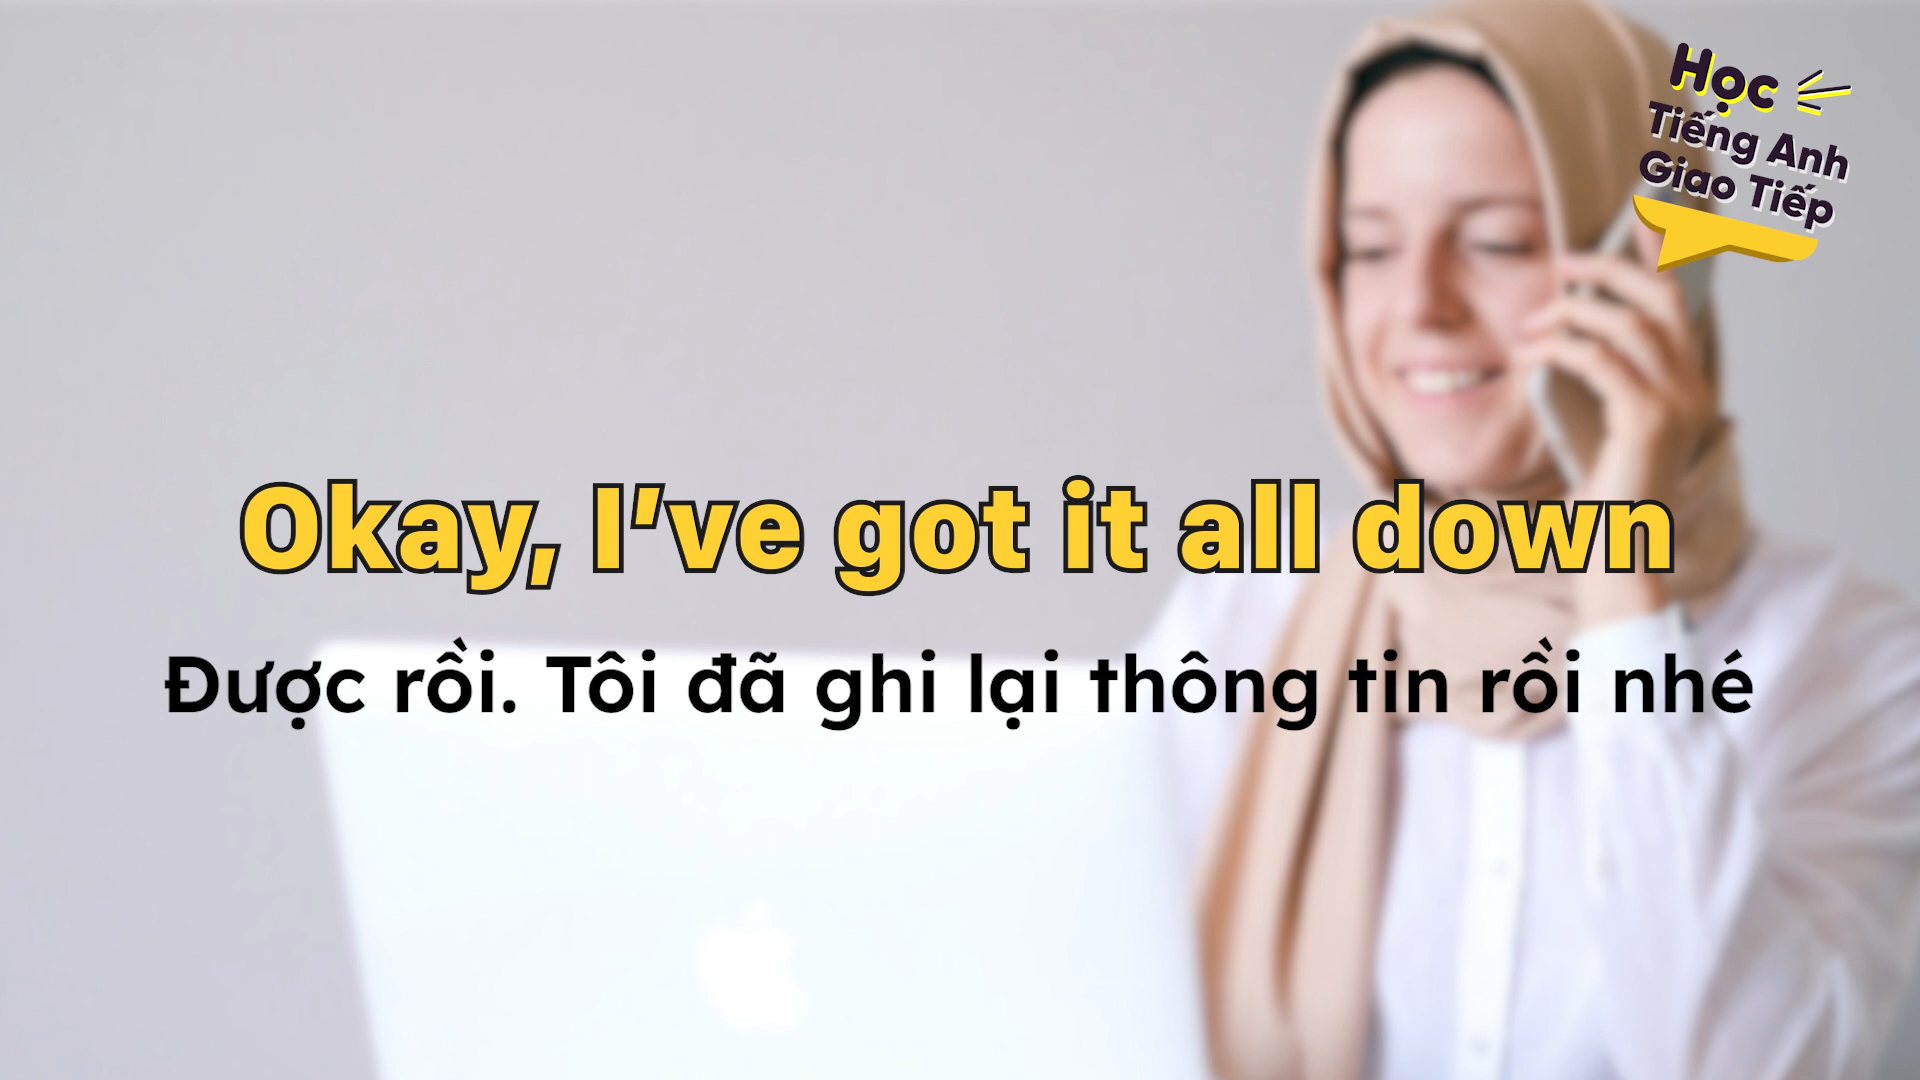 Học
Tiếng Anh
Giao Tiếp
Okay, I’ve got it all down
Được rồi. Tôi đã ghi lại thông tin rồi nhé